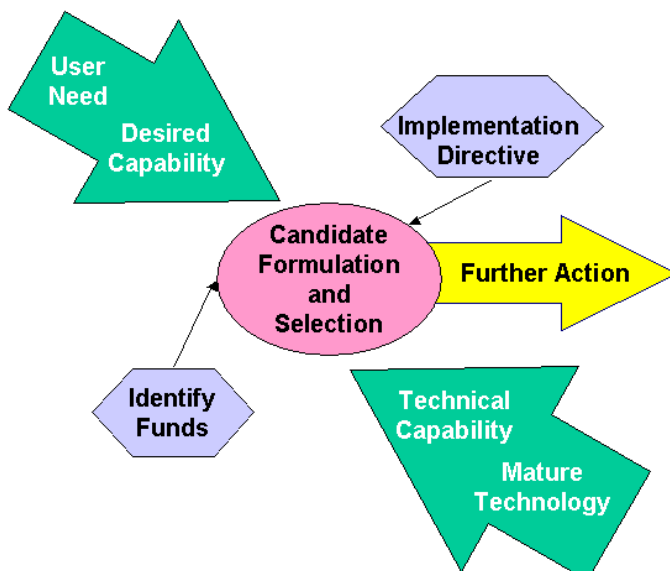 User
Need
Desired
Capability
Implementation
Directive
Candidate
Formulation
and
Selection
Further Action
Identify
Funds
Technical
Capability
Mature
Technology